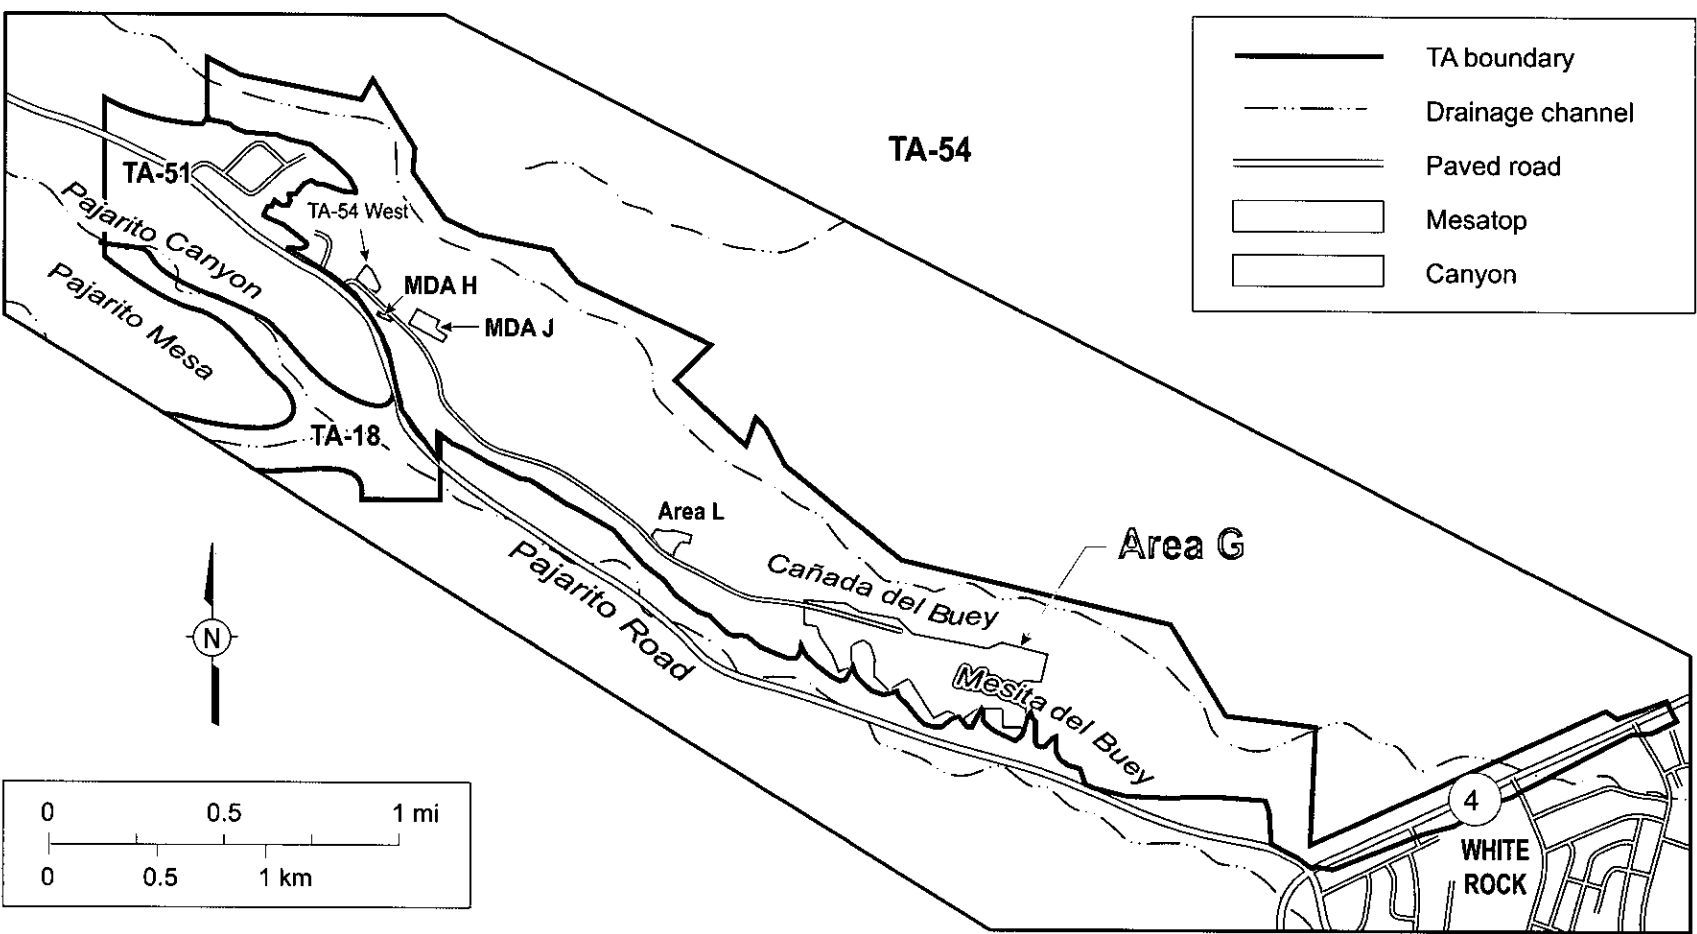 TA boundary
Drainage channel
Paved road
Mesatop
Canyon
TA-54
TA-51
TA-54 West
Pajarito Canyon
MDA H
MDA J
Pajarito Mesa
TA-18
Area L
Area G
Cañada del Buey
Pajarito Road
Mesita del Buey
N
0 0.5 1 mi
0 0.5 1 km
4
WHITE
ROCK